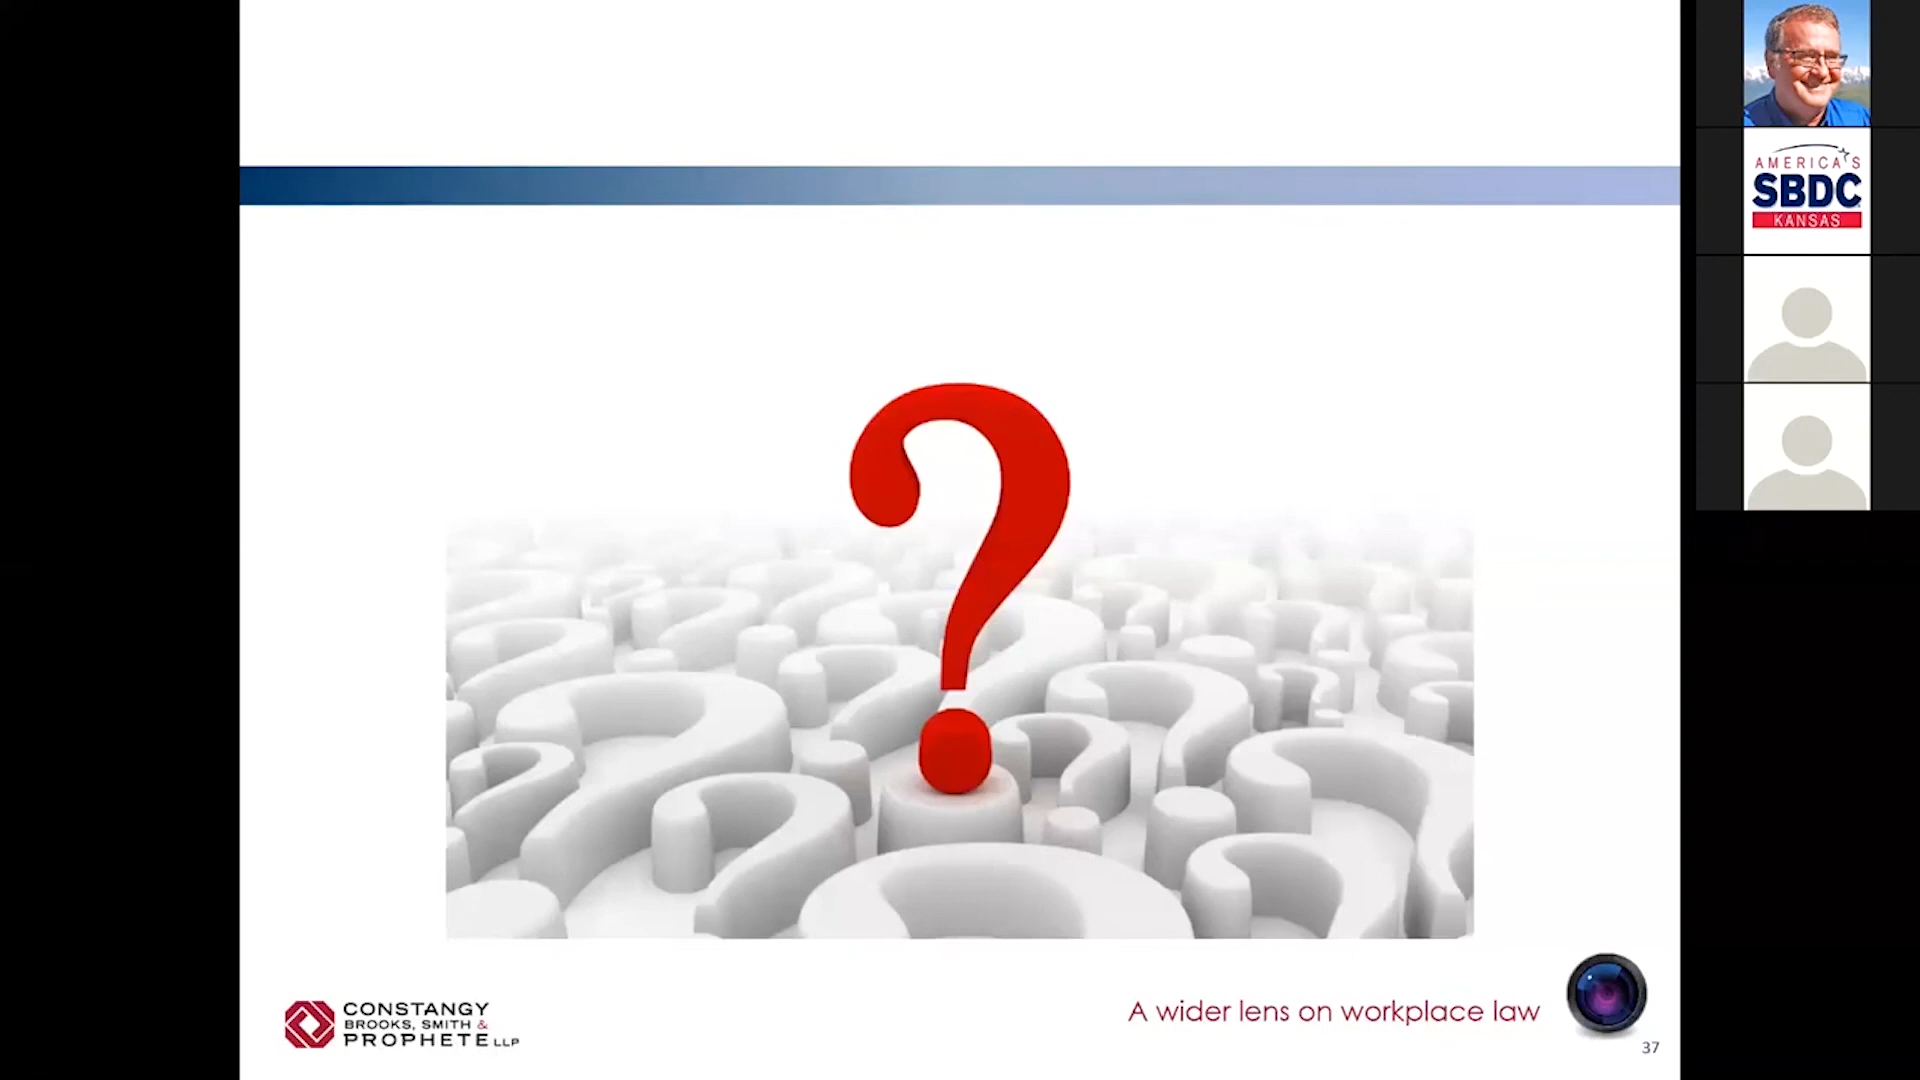 AMERICA'S
SBDC
KANSAS
CONSTANGY
BROOKS, SMITH &
PROPHETE LLP
A wider lens on workplace law
37